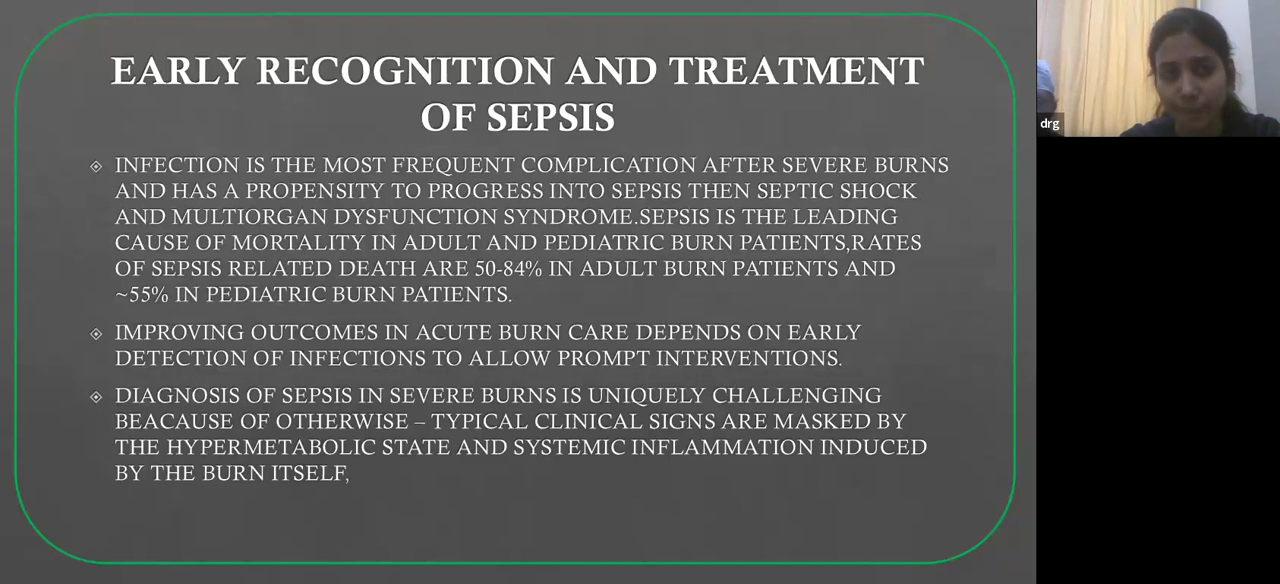 EARLY RECOGNITION AND TREATMENT
OF SEPSIS
INFECTION IS THE MOST FREQUENT COMPLICATION AFTER SEVERE BURNS
AND HAS A PROPENSITY TO PROGRESS INTO SEPSIS THEN SEPTIC SHOCK
AND MULTIORGAN DYSFUNCTION SYNDROME.SEPSIS IS THE LEADING
CAUSE OF MORTALITY IN ADULT AND PEDIATRIC BURN PATIENTS,RATES
OF SEPSIS RELATED DEATH ARE 50-84% IN ADULT BURN PATIENTS AND
~55% IN PEDIATRIC BURN PATIENTS.
IMPROVING OUTCOMES IN ACUTE BURN CARE DEPENDS ON EARLY
DETECTION OF INFECTIONS TO ALLOW PROMPT INTERVENTIONS.
DIAGNOSIS OF SEPSIS IN SEVERE BURNS IS UNIQUELY CHALLENGING
BEACAUSE OF OTHERWISE – TYPICAL CLINICAL SIGNS ARE MASKED BY
THE HYPERMETABOLIC STATE AND SYSTEMIC INFLAMMATION INDUCED
BY THE BURN ITSELF,
drg